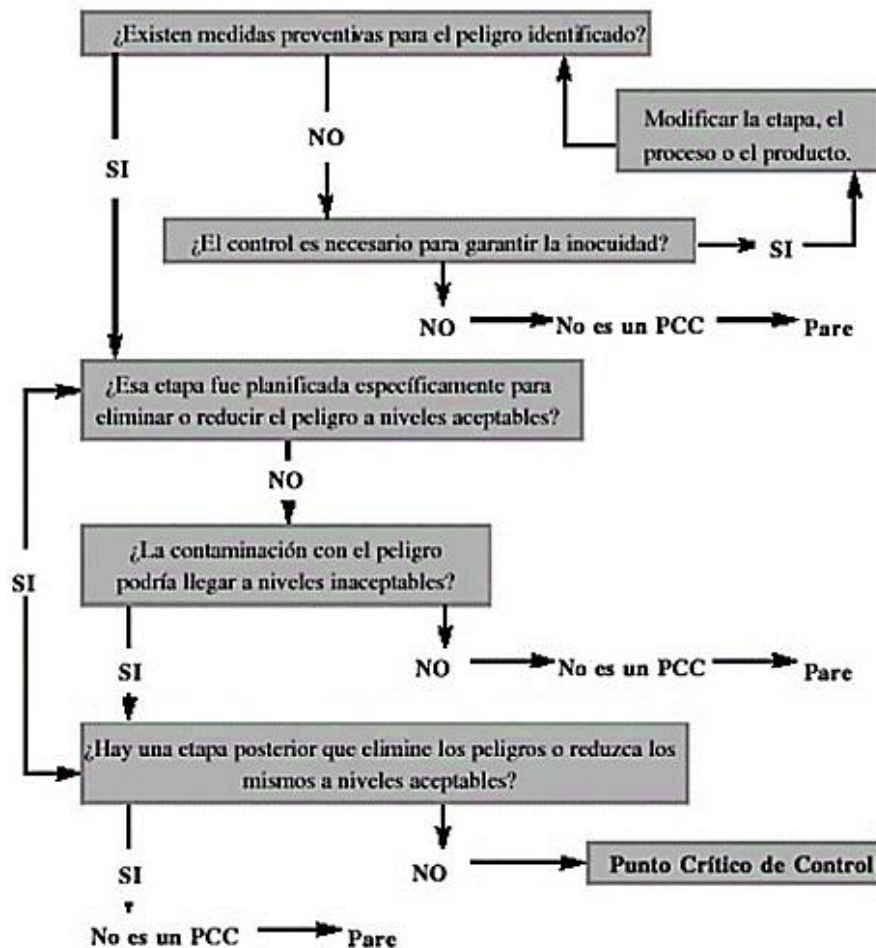 ¿Existen medidas preventivas para el peligro identificado?
NO
SI
Modificar la etapa, el
proceso o el producto.
¿El control es necesario para garantir la inocuidad?
SI
NO
No es un PCC
Pare
¿Esa etapa fue planificada específicamente para
eliminar o reducir el peligro a niveles aceptables?
NO
SI
¿La contaminación con el peligro
podría llegar a niveles inaceptables?
SI
NO
No es un PCC
Pare
¿Hay una etapa posterior que elimine los peligros o reduzca los
mismos a niveles aceptables?
SI
NO
Punto Crítico de Control
No es un PCC
Pare